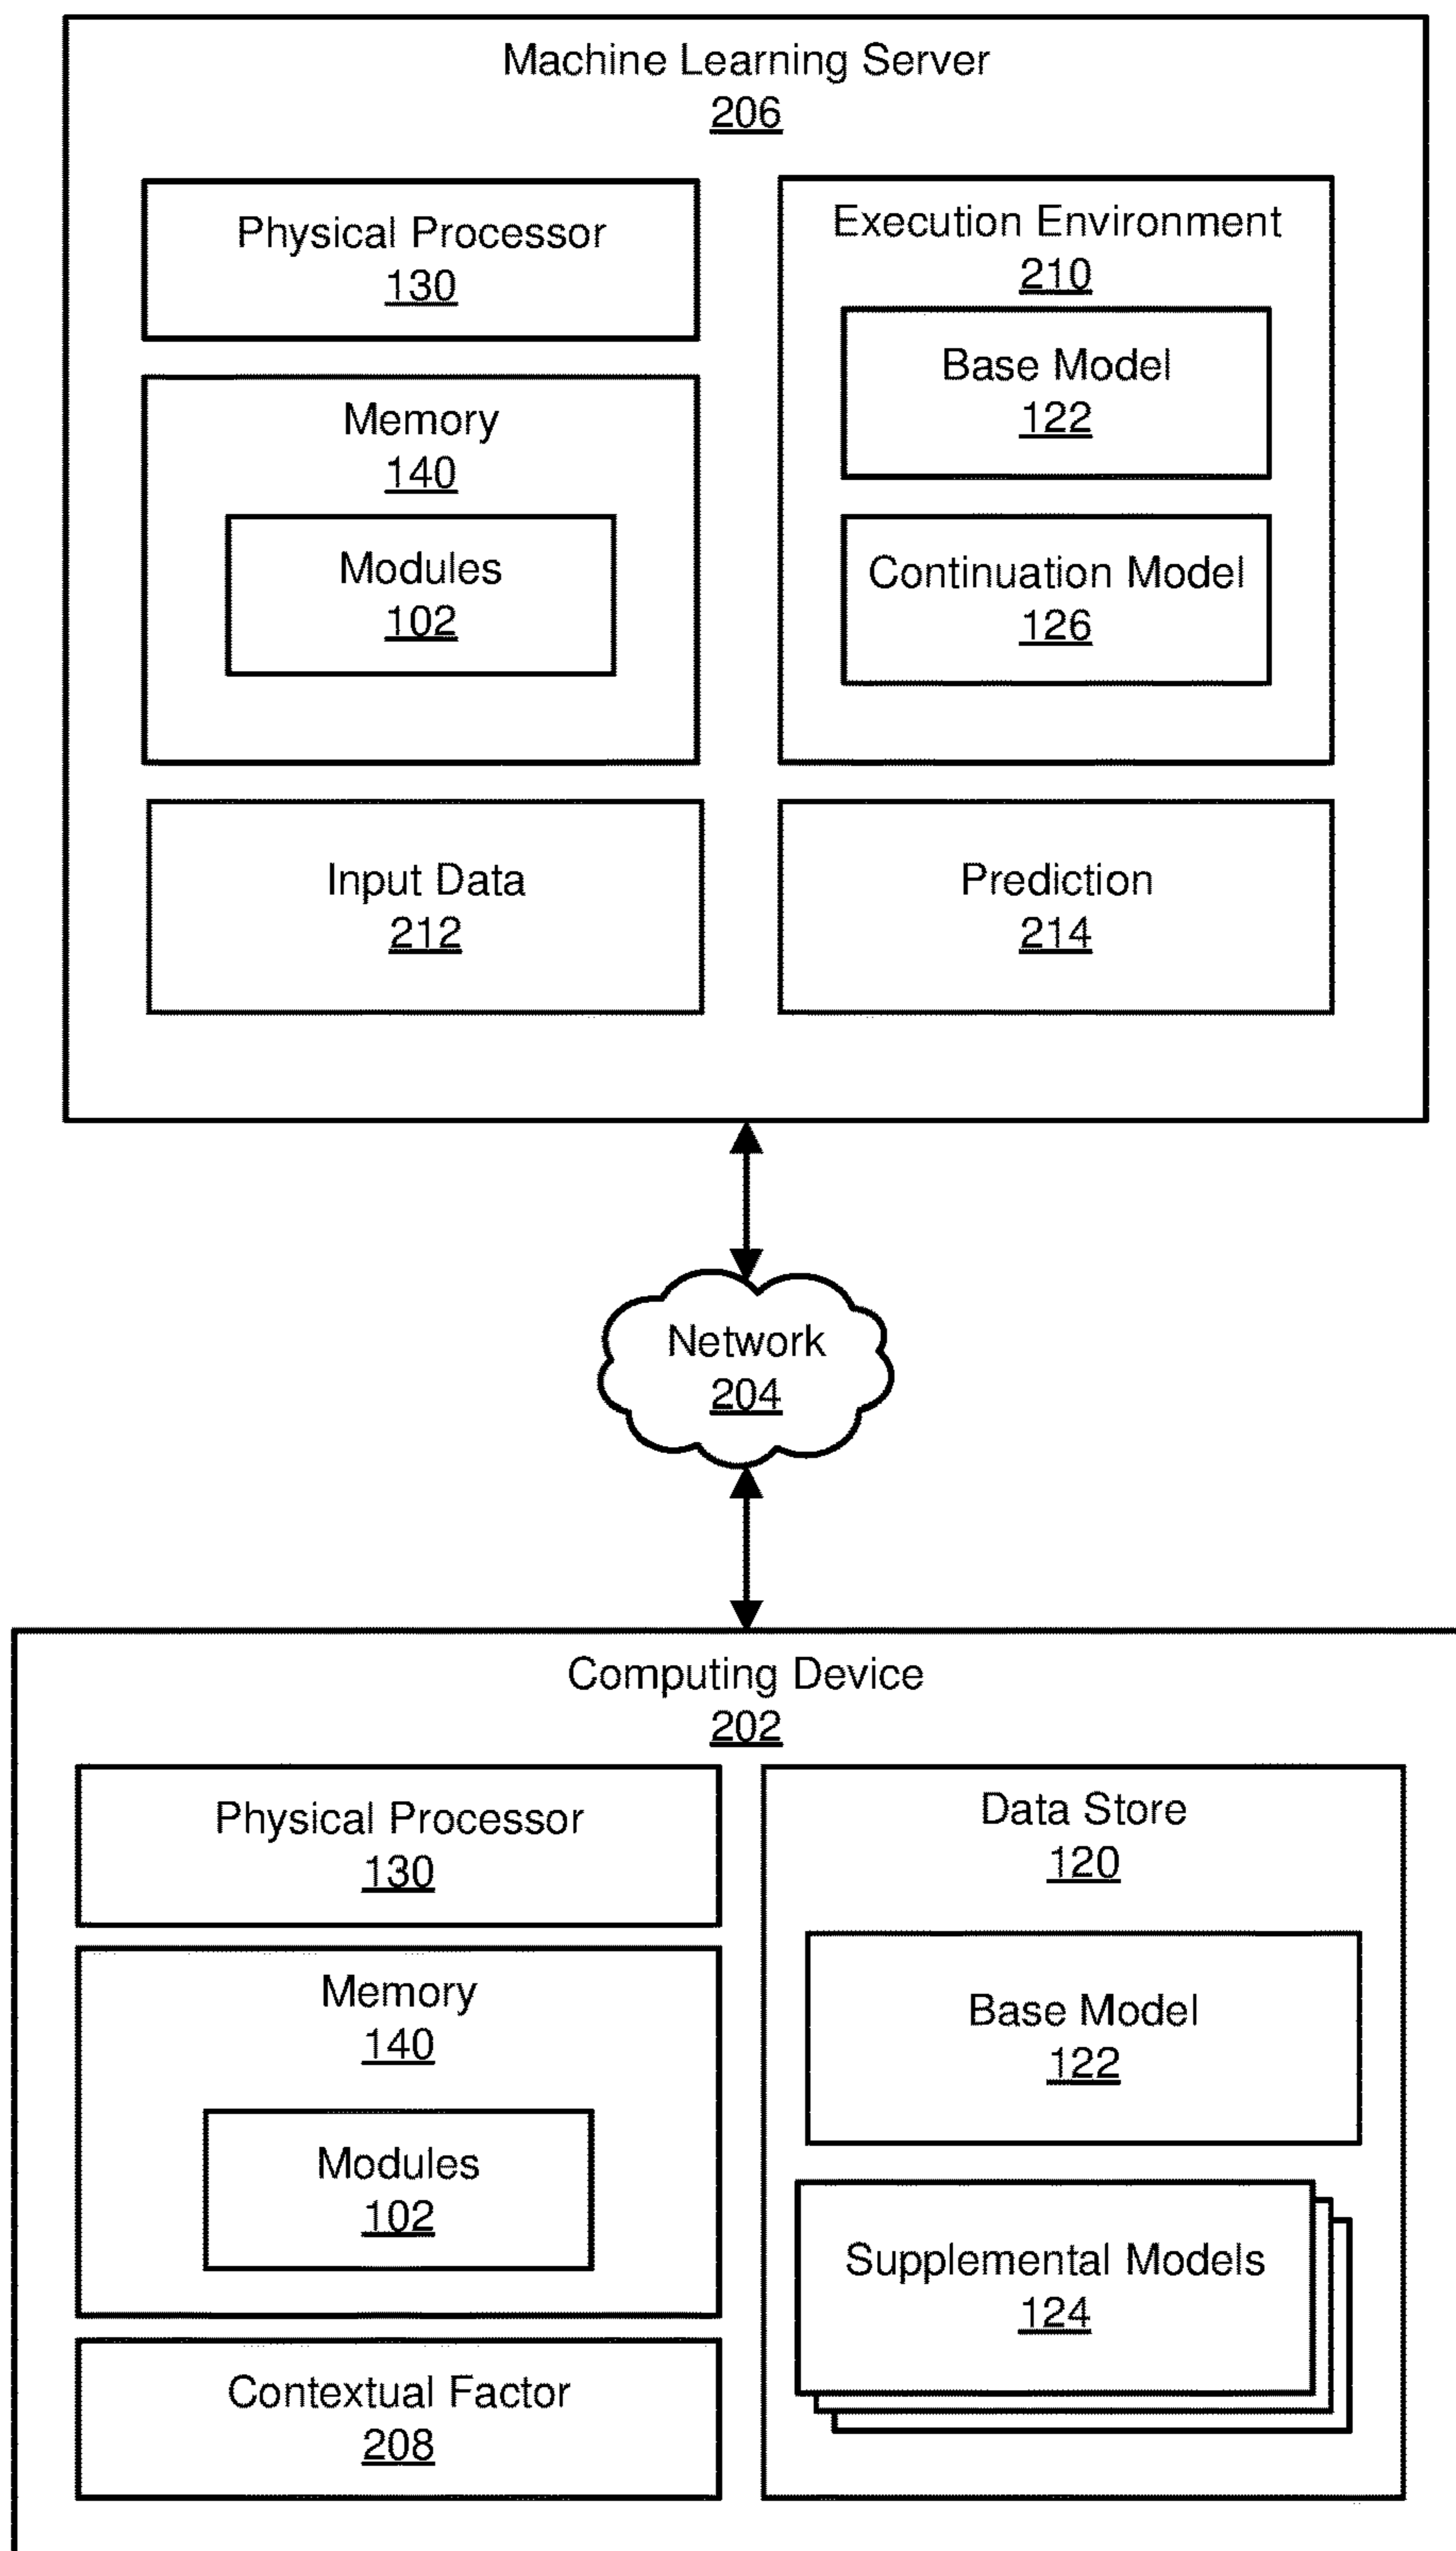 Machine Learning Server
206
Physical Processor
130
Memory
140
Modules
102
Execution Environment
210
Base Model
122
Continuation Model
126
Input Data
212
Prediction
214
Network
204
Computing Device
202
Physical Processor
130
Memory
140
Modules
102
Contextual Factor
208
Data Store
120
Base Model
122
Supplemental Models
124